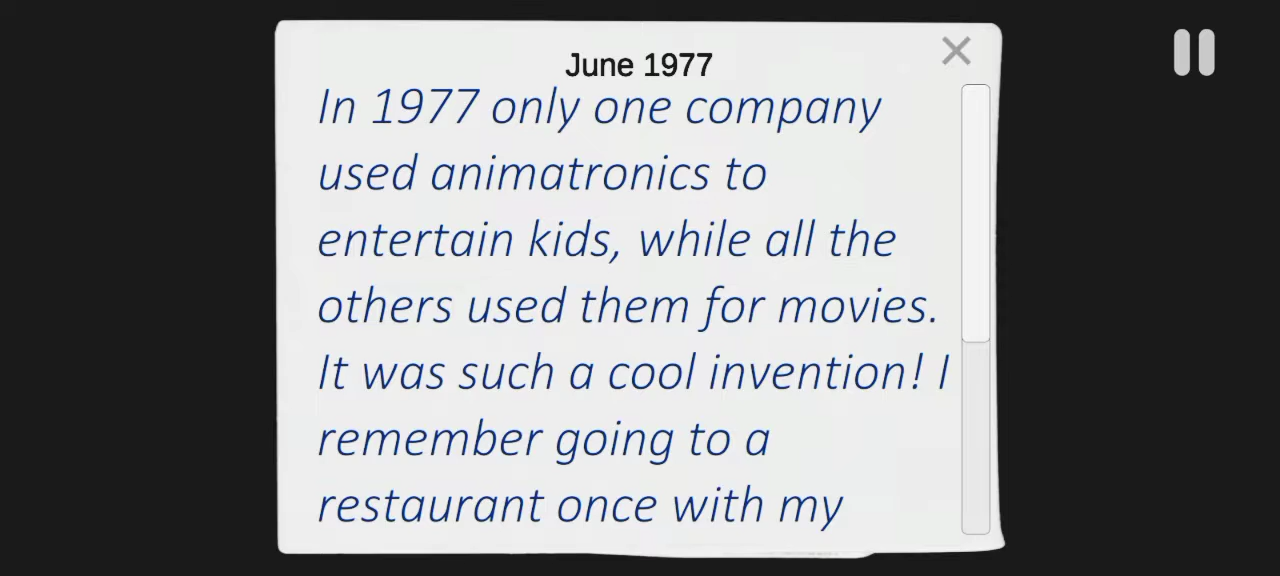 June 1977
In 1977 only one company
used animatronics to
entertain kids, while all the
others used them for movies.
It was such a cool invention! I
remember going to a
restaurant once with my